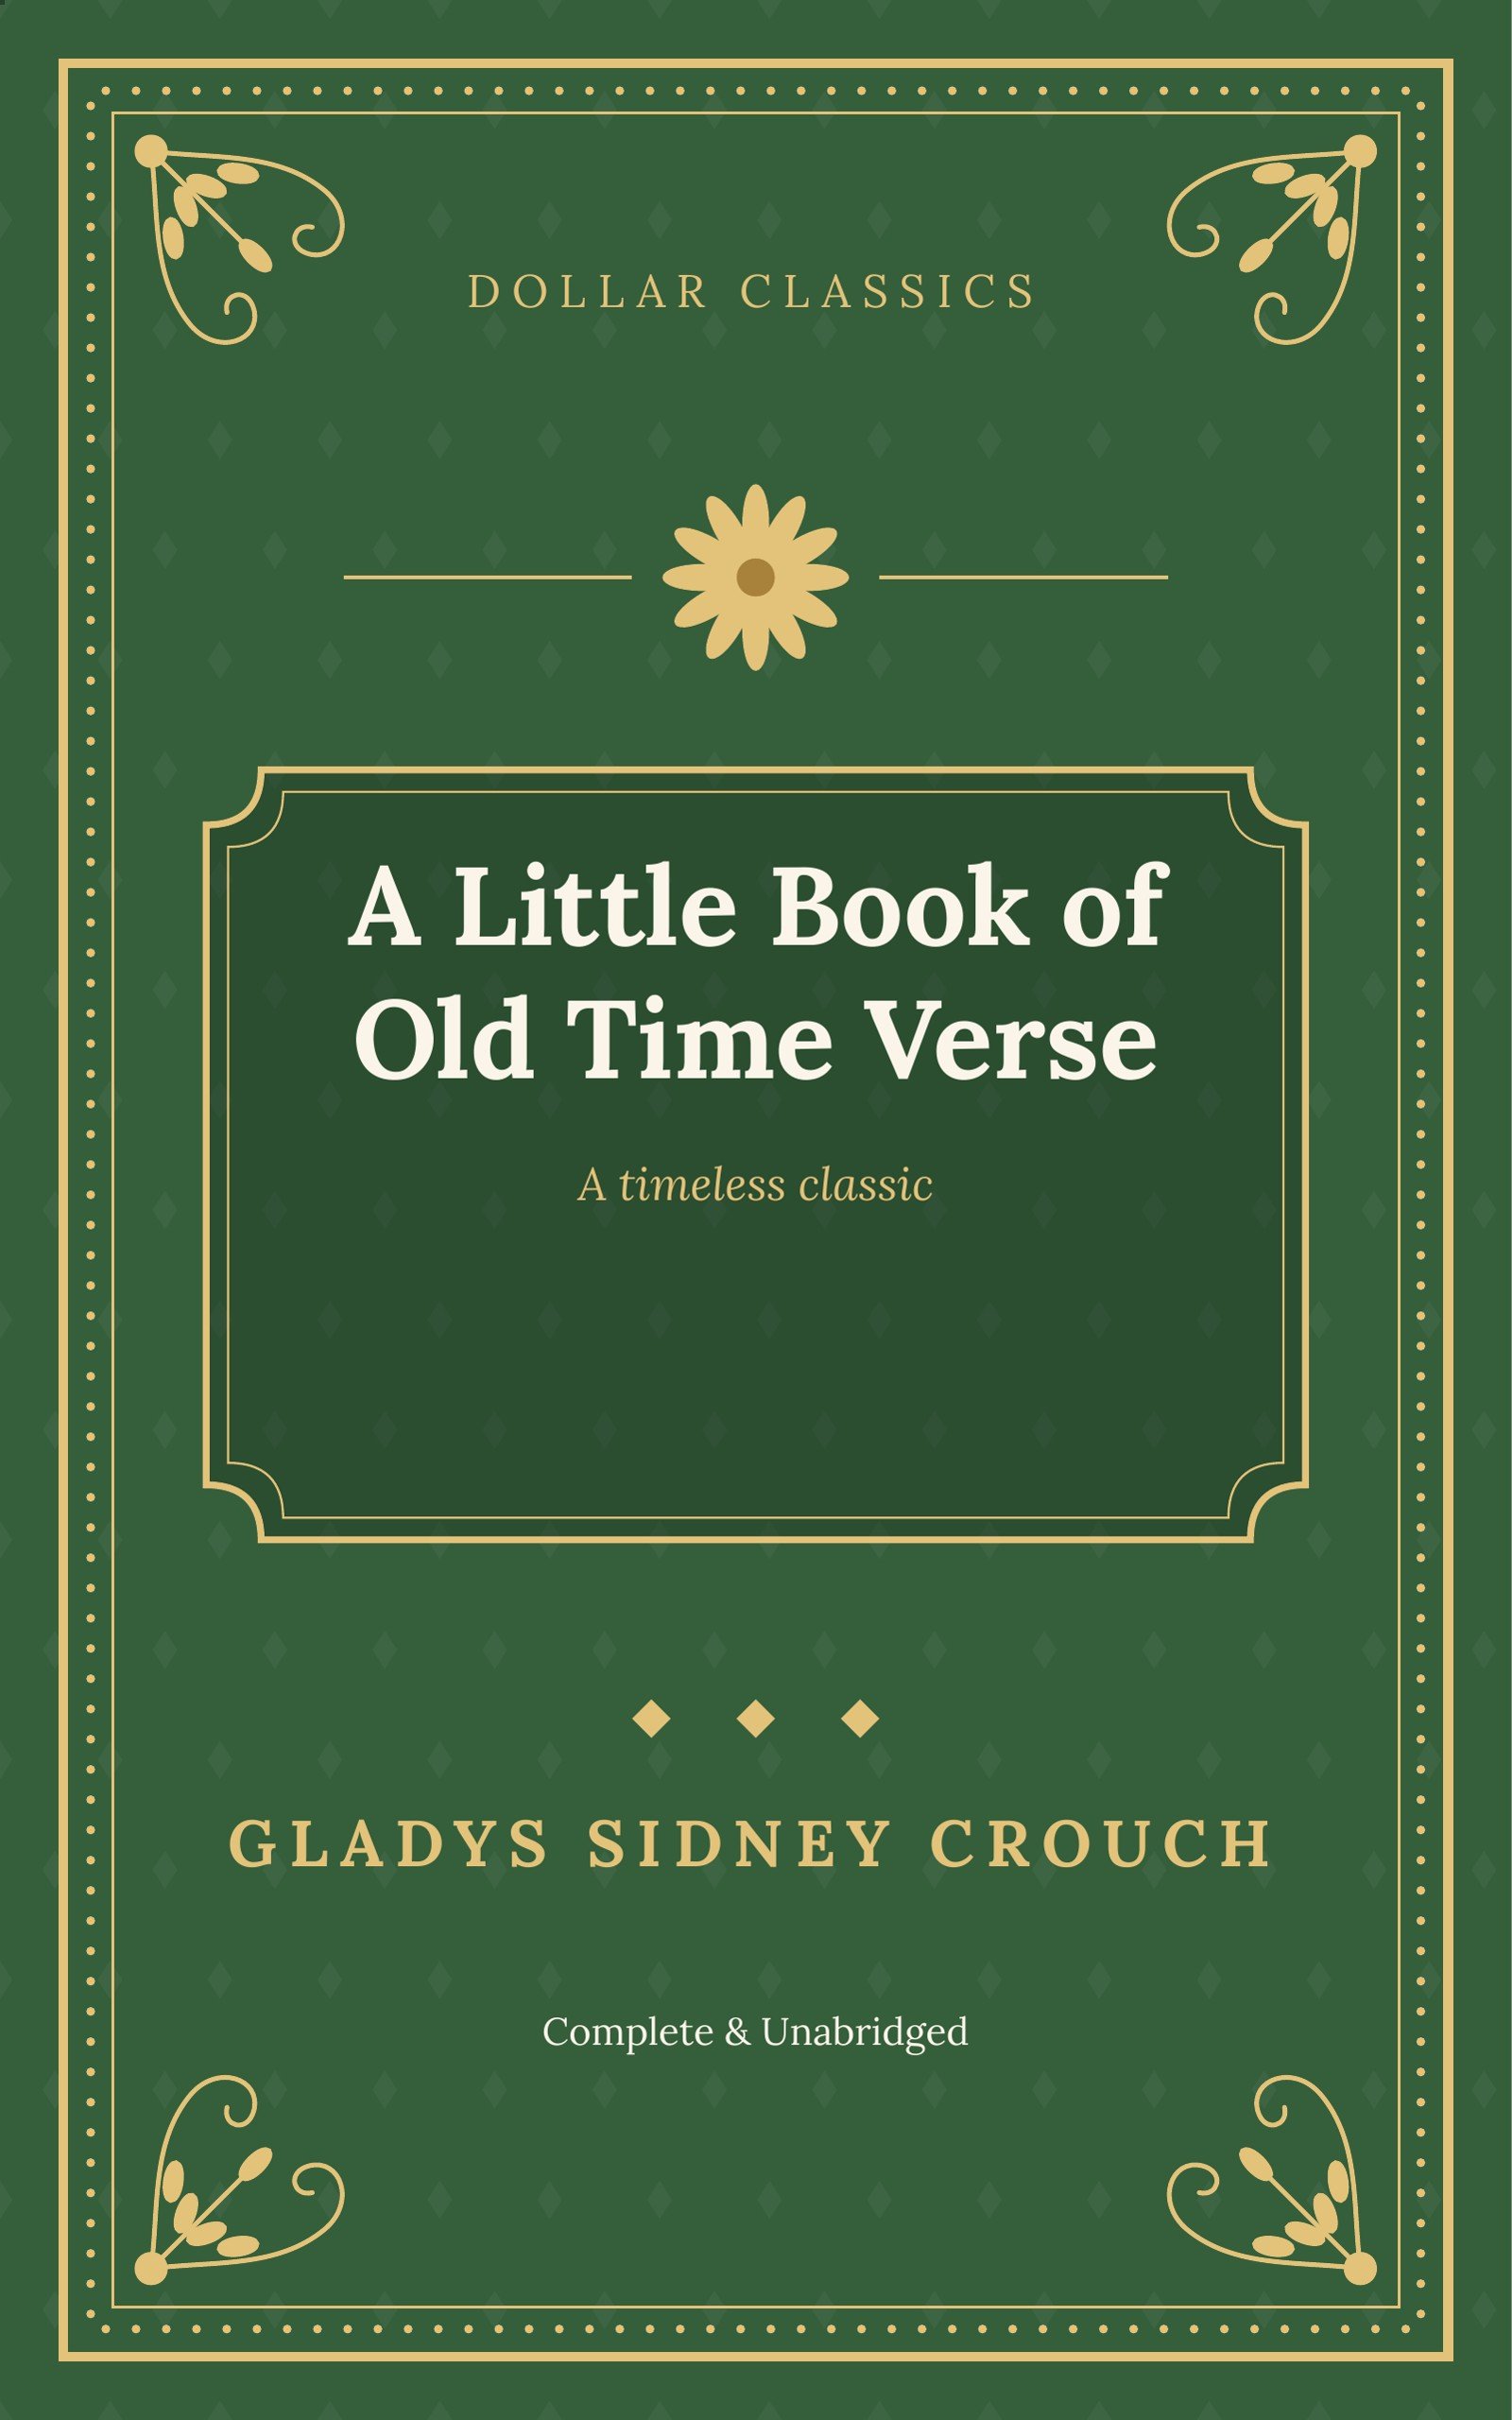 DOLLAR CLASSICS
A Little Book of
Old Time Verse
A timeless classic
GLADYS SIDNEY CROUCH
Complete & Unabridged